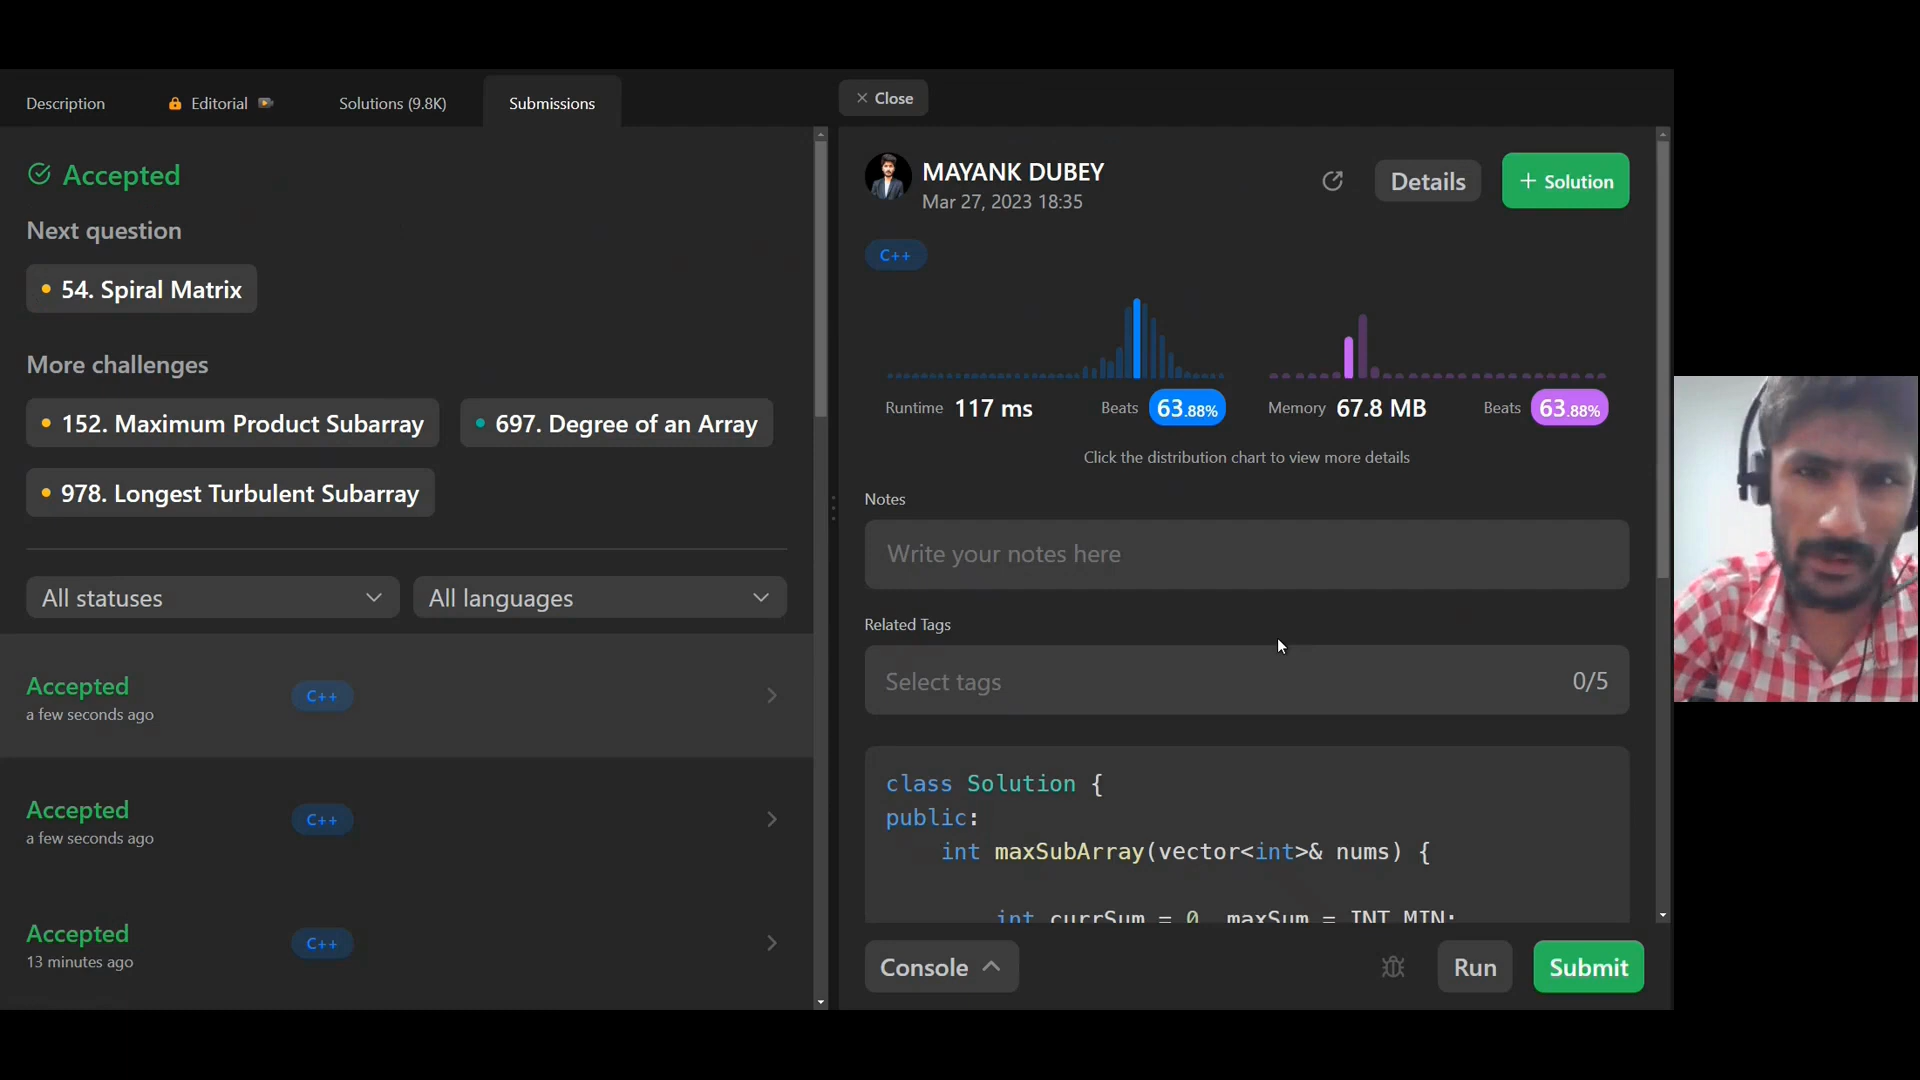 Description
Editorial
Solutions (9.8K)
Submissions
Accepted
Next question
54. Spiral Matrix
More challenges
152. Maximum Product Subarray
697. Degree of an Array
978. Longest Turbulent Subarray
All statuses
All languages
Accepted
a few seconds ago
C++
Accepted
a few seconds ago
C++
Accepted
13 minutes ago
C++
Close
MAYANK DUBEY
Mar 27, 2023 18:35
Details
+ Solution
C++
Runtime 117 ms
Beats 63.88%
Memory 67.8 MB
Beats 63.88%
Click the distribution chart to view more details
Notes
Write your notes here
Related Tags
Select tags
0/5
class Solution {
public:
int maxSubArray(vector<int>& nums) {
int currSum = 0, maxSum = INT_MIN;
Console
Run
Submit